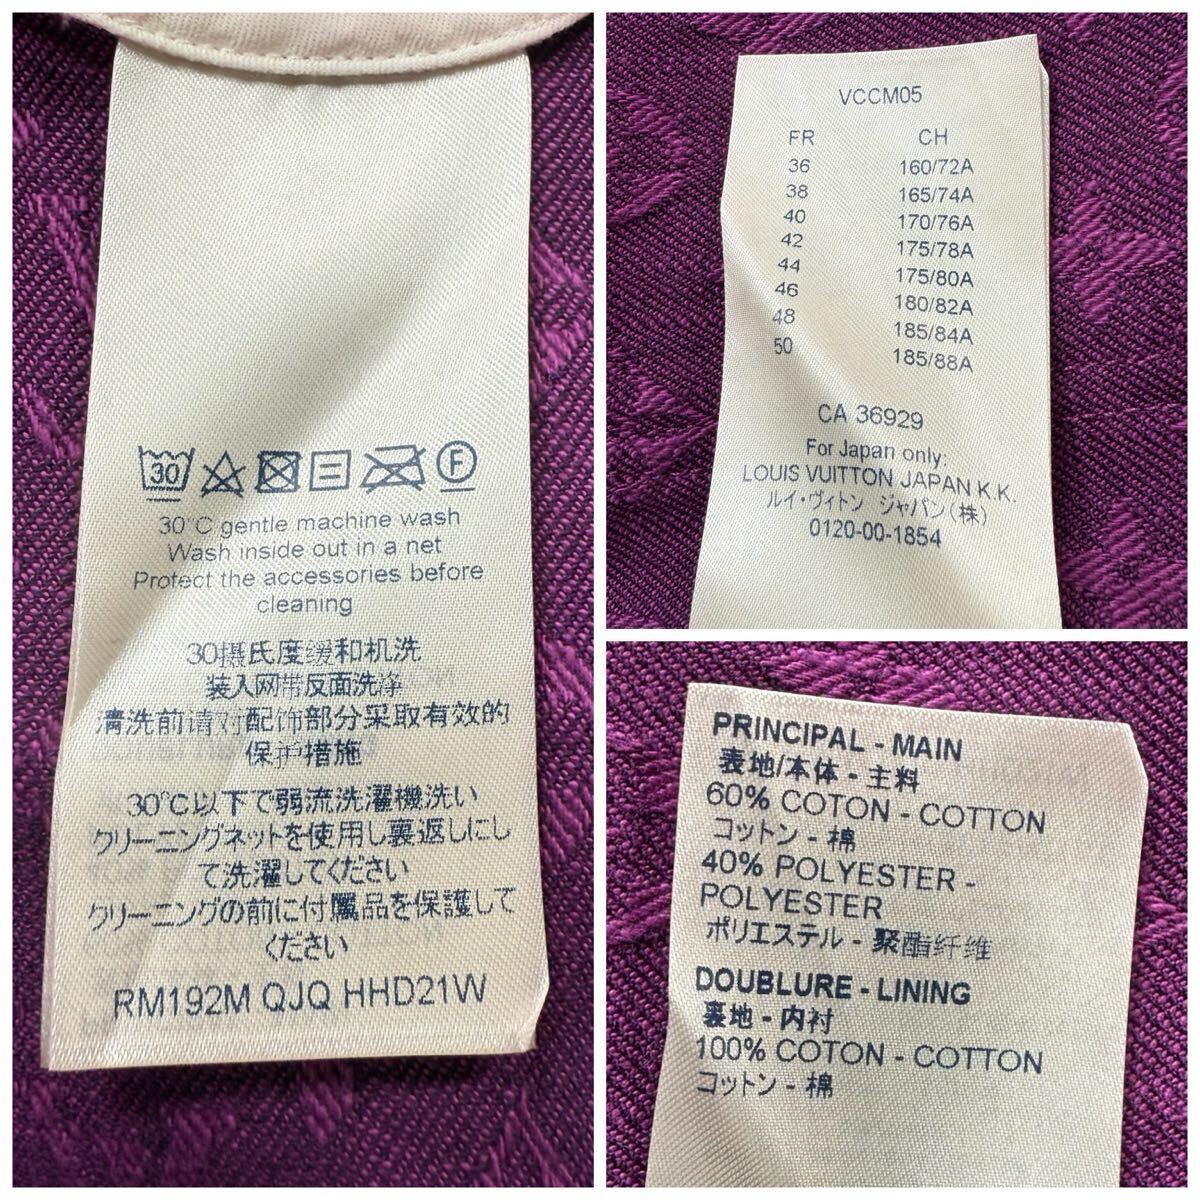 30
F
30°C gentle machine wash
Wash inside out in a net
Protect the accessories before
cleaning
30摄氏度缓和机洗
装入网带反面洗净
清洗前请对配饰部分采取有效的
保护措施
30℃以下で弱流洗濯機洗い
クリーニングネットを使用し裏返しにし
て洗濯してください
クリーニングの前に付属品を保護して
ください
RM192M QJQ HHD21W
VCCM05
FR CH
36 160/72A
38 165/74A
40 170/76A
42 175/78A
44 175/80A
46 180/82A
48 185/84A
50 185/88A
CA 36929
For Japan only:
LOUIS VUITTON JAPAN K.K.
ルイ・ヴィトン ジャパン(株)
0120-00-1854
PRINCIPAL - MAIN
表地/本体 - 主料
60% COTON - COTTON
コットン - 棉
40% POLYESTER -
POLYESTER
ポリエステル - 聚酯纤维
DOUBLURE - LINING
裏地 - 内衬
100% COTON - COTTON
コットン - 棉